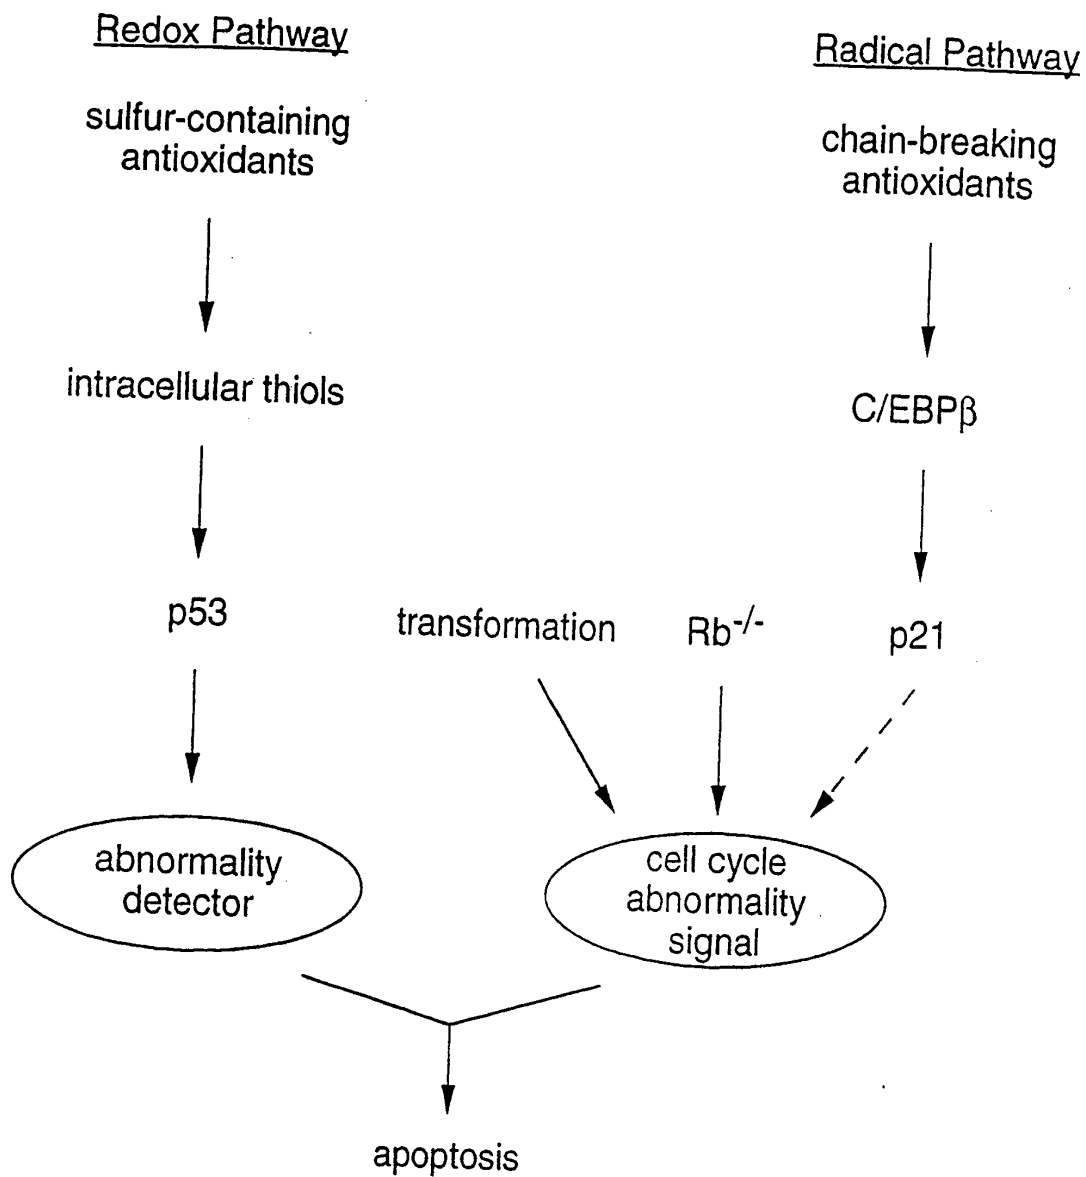 Redox Pathway
Radical Pathway
sulfur-containing
antioxidants
chain-breaking
antioxidants
intracellular thiols
C/EBPβ
p53
transformation
Rb-/-
p21
abnormality
detector
cell cycle
abnormality
signal
apoptosis